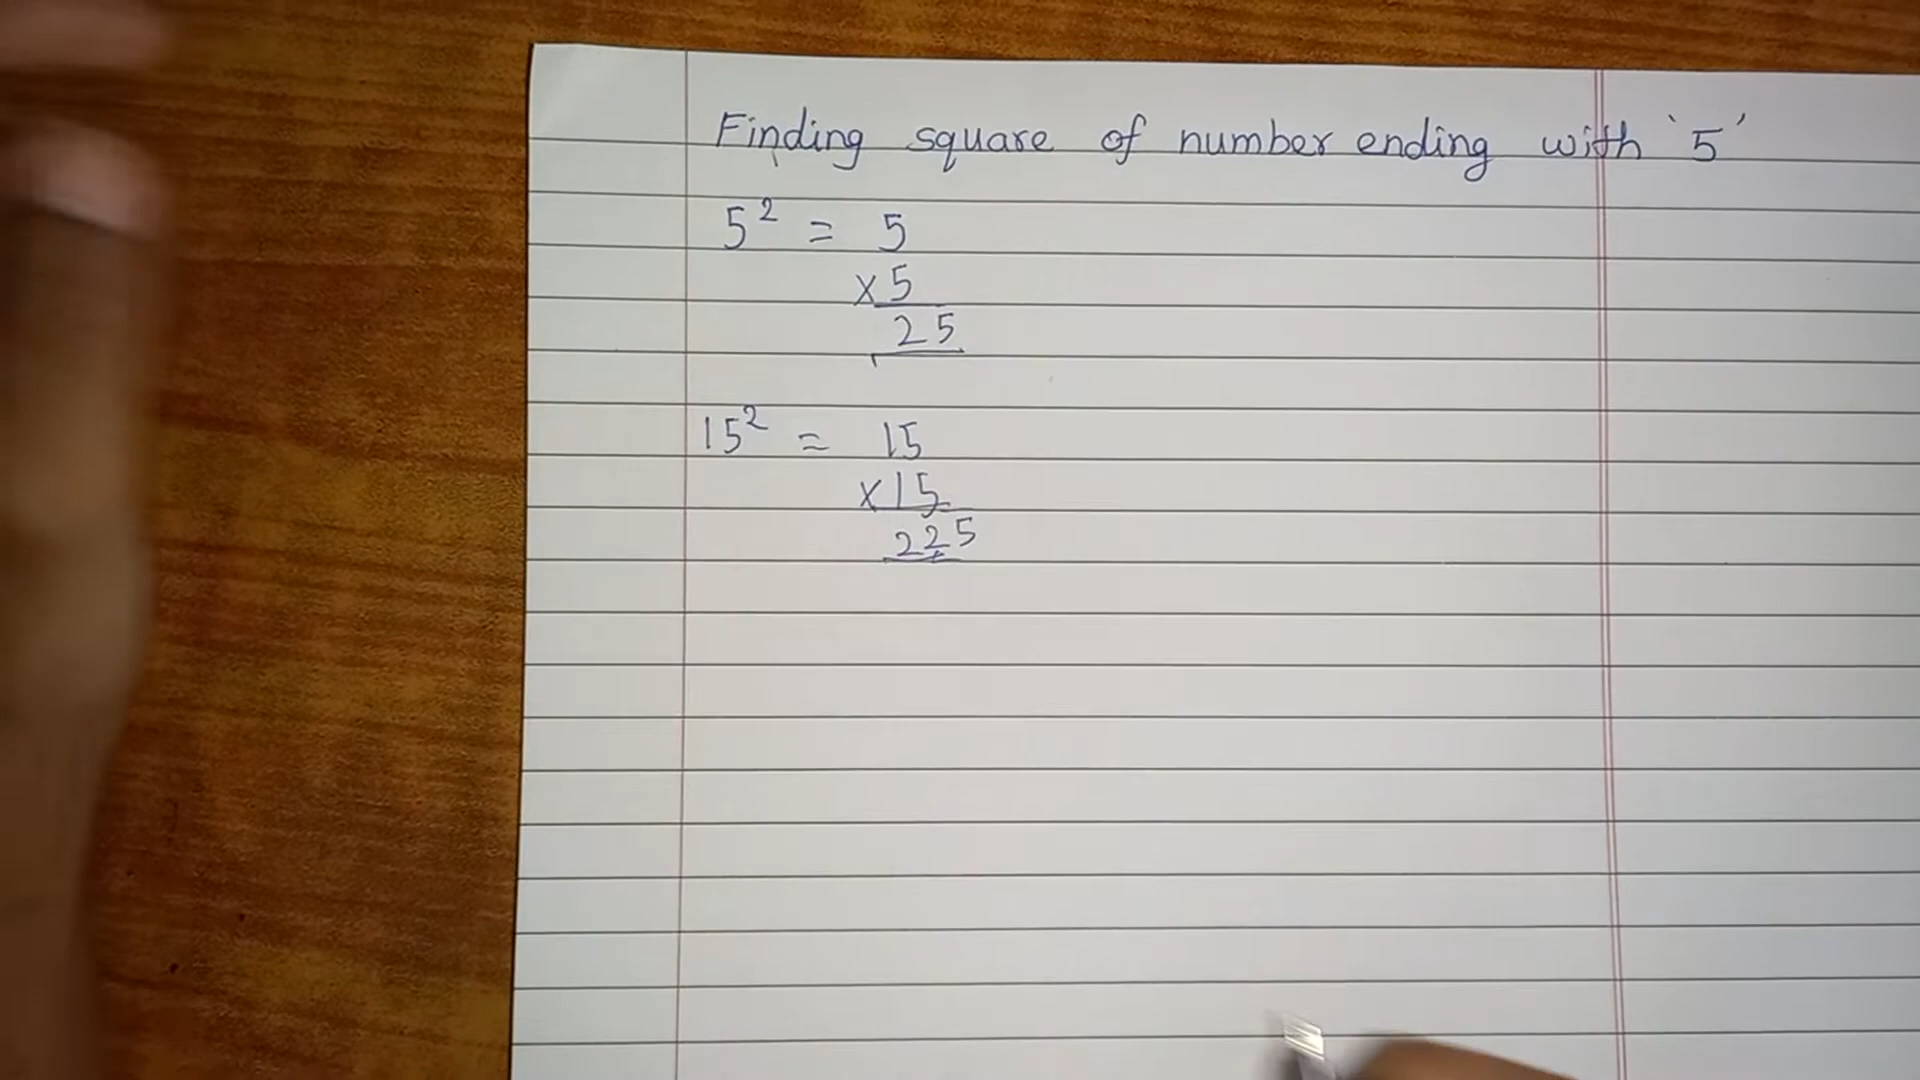 Finding square of number ending with '5'
5² = 5
×5
25
15² = 15
×15
225